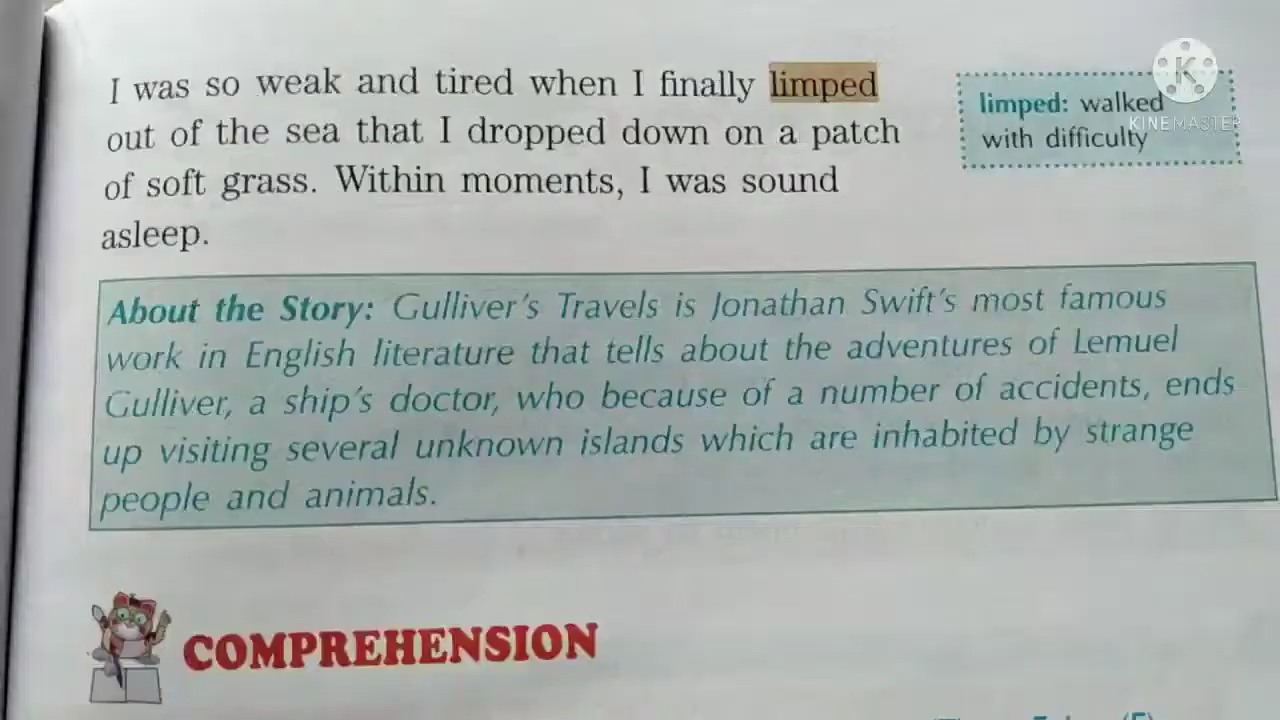 I was so weak and tired when I finally limped
out of the sea that I dropped down on a patch
of soft grass. Within moments, I was sound
asleep.
limped: walked
with difficulty
K
KINEMASTER
About the Story: Gulliver's Travels is Jonathan Swift's most famous
work in English literature that tells about the adventures of Lemuel
Gulliver, a ship's doctor, who because of a number of accidents, ends
up visiting several unknown islands which are inhabited by strange
people and animals.
COMPREHENSION